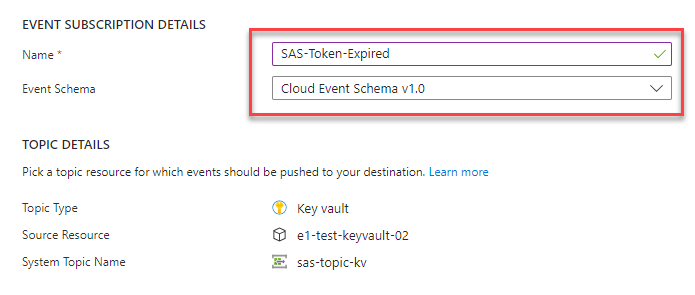 EVENT SUBSCRIPTION DETAILS
Name *
SAS-Token-Expired
Event Schema
Cloud Event Schema v1.0
TOPIC DETAILS
Pick a topic resource for which events should be pushed to your destination. Learn more
Topic Type
Key vault
Source Resource
e1-test-keyvault-02
System Topic Name
sas-topic-kv